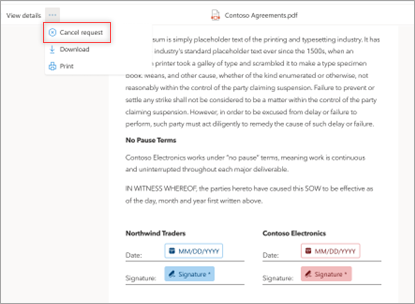 View details
Contoso Agreements.pdf
Cancel request
Download
Print
sum is simply placeholder text of the printing and typesetting industry. It has
industry's standard placeholder text ever since the 1500s, when an
printer took a galley of type and scrambled it to make a type specimen
book. Means, and other cause, whether of the kind enumerated or otherwise, not
reasonably within the control of the party claiming suspension. Failure to prevent or
settle any strike shall not be considered to be a matter within the control of the party
claiming suspension. However, in order to be excused from delay or failure to
perform, such party must act diligently to remedy the cause of such delay or failure.
No Pause Terms
Contoso Electronics works under "no pause" terms, meaning work is continuous
and uninterrupted throughout each major deliverable.
IN WITNESS WHEREOF, the parties hereto have caused this SOW to be effective as
of the day, month and year first written above.
Northwind Traders
Contoso Electronics
Date:
MM/DD/YYYY
Date:
MM/DD/YYYY
Signature:
Signature *
Signature:
Signature *